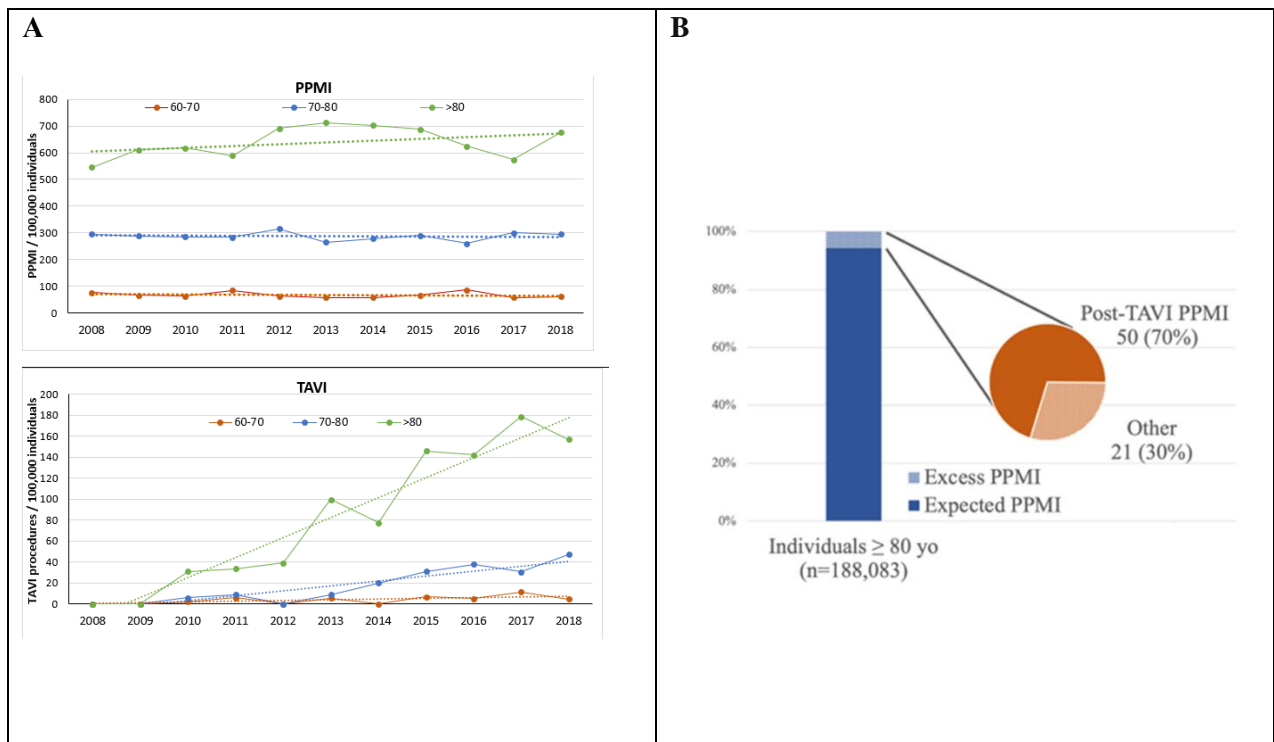 A
PPMI
60-70 70-80 >80
PPMI / 100,000 individuals
800
700
600
500
400
300
200
100
0
2008 2009 2010 2011 2012 2013 2014 2015 2016 2017 2018
TAVI
60-70 70-80 >80
TAVI procedures / 100,000 individuals
200
180
160
140
120
100
80
60
40
20
0
2008 2009 2010 2011 2012 2013 2014 2015 2016 2017 2018
B
100%
80%
60%
40%
20%
0%
Post-TAVI PPMI
50 (70%)
Other
21 (30%)
Excess PPMI
Expected PPMI
Individuals ≥ 80 yo
(n=188,083)